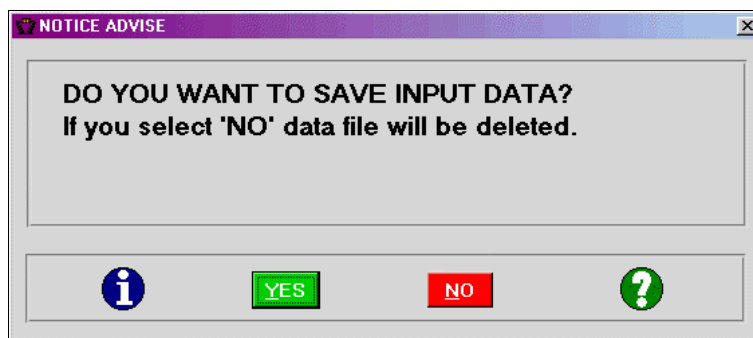 NOTICE ADVISE
DO YOU WANT TO SAVE INPUT DATA?
If you select 'NO' data file will be deleted.
YES
NO